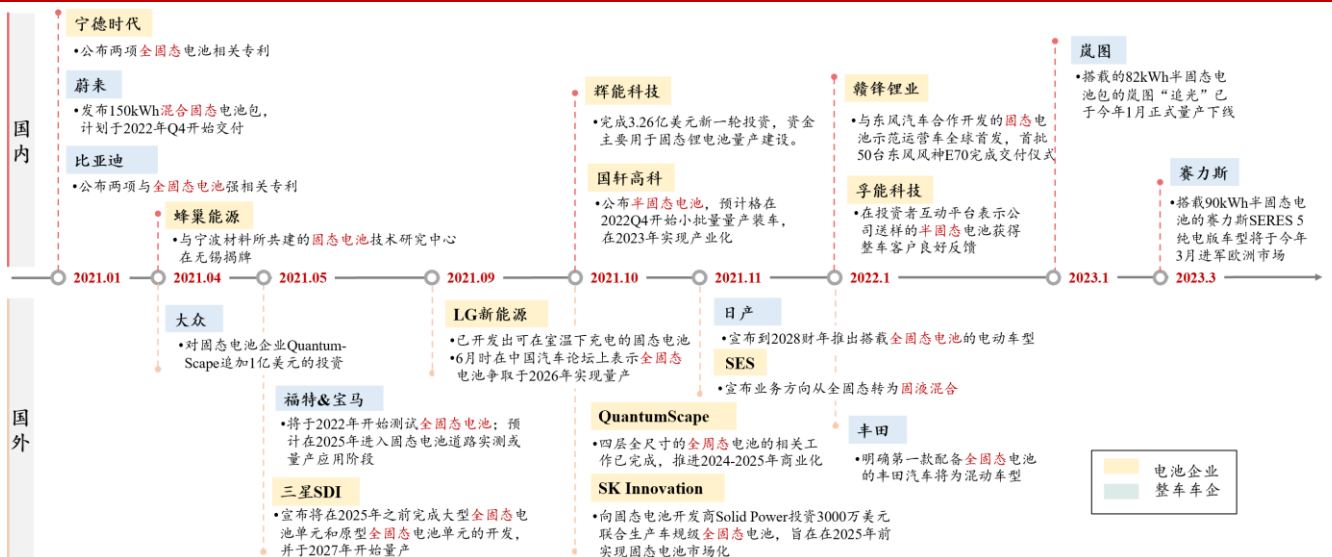 国内
宁德时代
•公布两项全固态电池相关专利
蔚来
•发布150kWh混合固态电池包,
计划于2022年Q4开始交付
比亚迪
•公布两项与全固态电池强相关专利
蜂巢能源
•与宁波材料所共建的固态电池技术研究中心
在无锡揭牌
辉能科技
•完成3.26亿美元新一轮投资,资金
主要用于固态锂电池量产建设。
国轩高科
•公布半固态电池,预计格在
2022Q4开始小批量量产装车,
在2023年实现产业化
赣锋锂业
•与东风汽车合作开发的固态电
池示范运营车全球首发,首批
50台东风风神E70完成交付仪式
孚能科技
•在投资者互动平台表示公
司送样的半固态电池获得
整车客户良好反馈
岚图
•搭载的82kWh半固态电
池包的岚图“追光”已
于今年1月正式量产下线
赛力斯
•搭载90kWh半固态电
池的赛力斯SERES 5
纯电版车型将于今年
3月进军欧洲市场
2021.01
2021.04
2021.05
2021.09
2021.10
2021.11
2022.1
2023.1
2023.3
国外
大众
•对固态电池企业Quantum-
Scape追加1亿美元的投资
福特&宝马
•将于2022年开始测试全固态电池;预
计在2025年进入固态电池道路实测或
量产应用阶段
三星SDI
•宣布将在2025年之前完成大型全固态电
池单元和原型全固态电池单元的开发,
并于2027年开始量产
LG新能源
•已开发出可在室温下充电的固态电池
•6月时在中国汽车论坛上表示全固态
电池争取于2026年实现量产
QuantumScape
•四层全尺寸的全周态电池的相关工
作已完成,推进2024-2025年商业化
SK Innovation
•向固态电池开发商Solid Power投资3000万美元
联合生产车规级全固态电池,旨在在2025年前
实现固态电池市场化
日产
•宣布到2028财年推出搭载全固态电池的电动车型
SES
•宣布业务方向从全固态转为固液混合
丰田
•明确第一款配备全固态电池
的丰田汽车将为混动车型
电池企业
整车车企